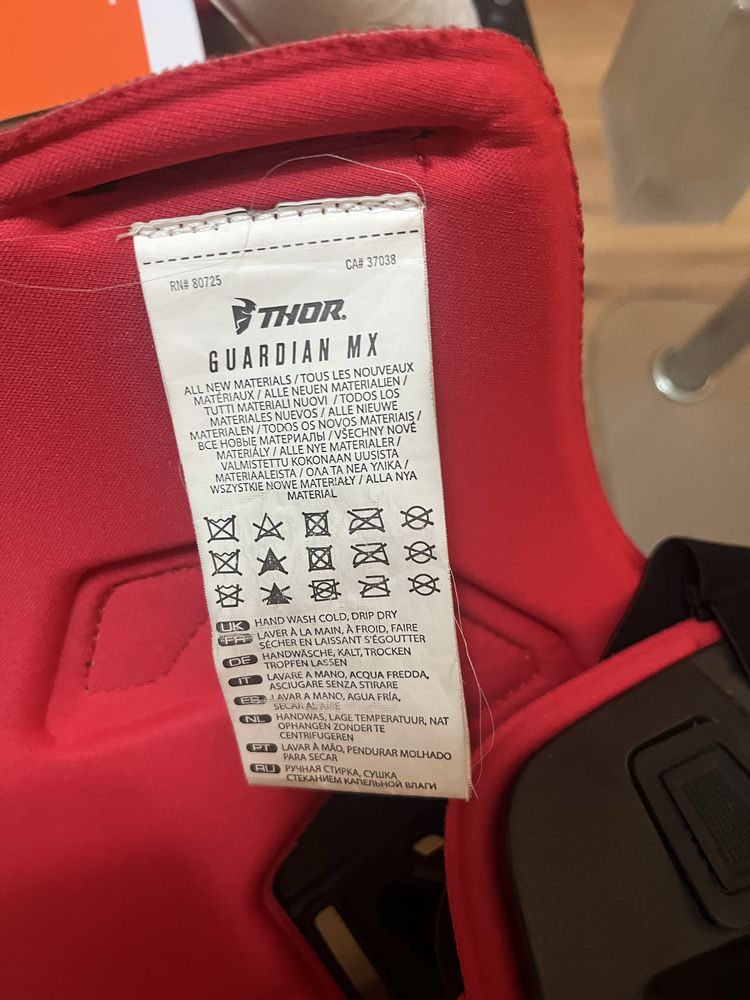 RN# 80725
CA# 37038
THOR.
GUARDIAN MX
ALL NEW MATERIALS / TOUS LES NOUVEAUX
MATÉRIAUX / ALLE NEUEN MATERIALIEN /
TUTTI MATERIALI NUOVI / TODOS LOS
MATERIALES NUEVOS / ALLE NIEUWE
MATERIALEN / TODOS OS NOVOS MATERIAIS /
ВСЕ НОВЫЕ МАТЕРИАЛЫ / VŠECHNY NOVÉ
MATERIÁLY / ALLE NYE MATERIALER /
VALMISTETTU KOKONAAN UUSISTA
MATERIAALEISTA / ΟΛΑ ΤΑ ΝΕΑ ΥΛΙΚΑ /
WSZYSTKIE NOWE MATERIAŁY / ALLA NYA
MATERIAL
UK HAND WASH COLD, DRIP DRY
FR LAVER À LA MAIN, À FROID, FAIRE
SÉCHER EN LAISSANT S'ÉGOUTTER
DE HANDWÄSCHE, KALT, TROCKEN
TROPFEN LASSEN
IT LAVARE A MANO, ACQUA FREDDA,
ASCIUGARE SENZA STIRARE
ES LAVAR A MANO, AGUA FRÍA,
SECAR AL AIRE
NL HANDWAS, LAGE TEMPERATUUR, NAT
OPHANGEN ZONDER TE
CENTRIFUGEREN
PT LAVAR À MÃO, PENDURAR MOLHADO
PARA SECAR
RU РУЧНАЯ СТИРКА, СУШКА
СТЕКАНИЕМ КАПЕЛЬНОЙ ВЛАГИ